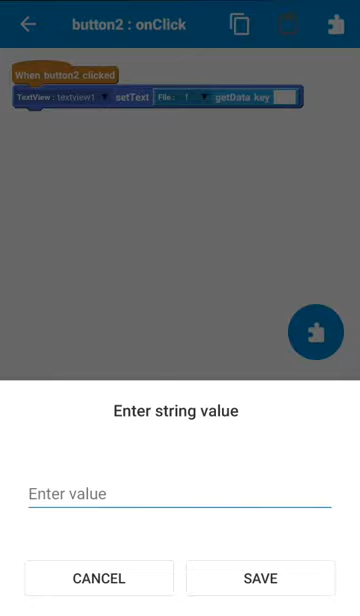 button2 : onClick
When button2 clicked
TextView : textview1 setText File : f getData key
Enter string value
Enter value
CANCEL SAVE